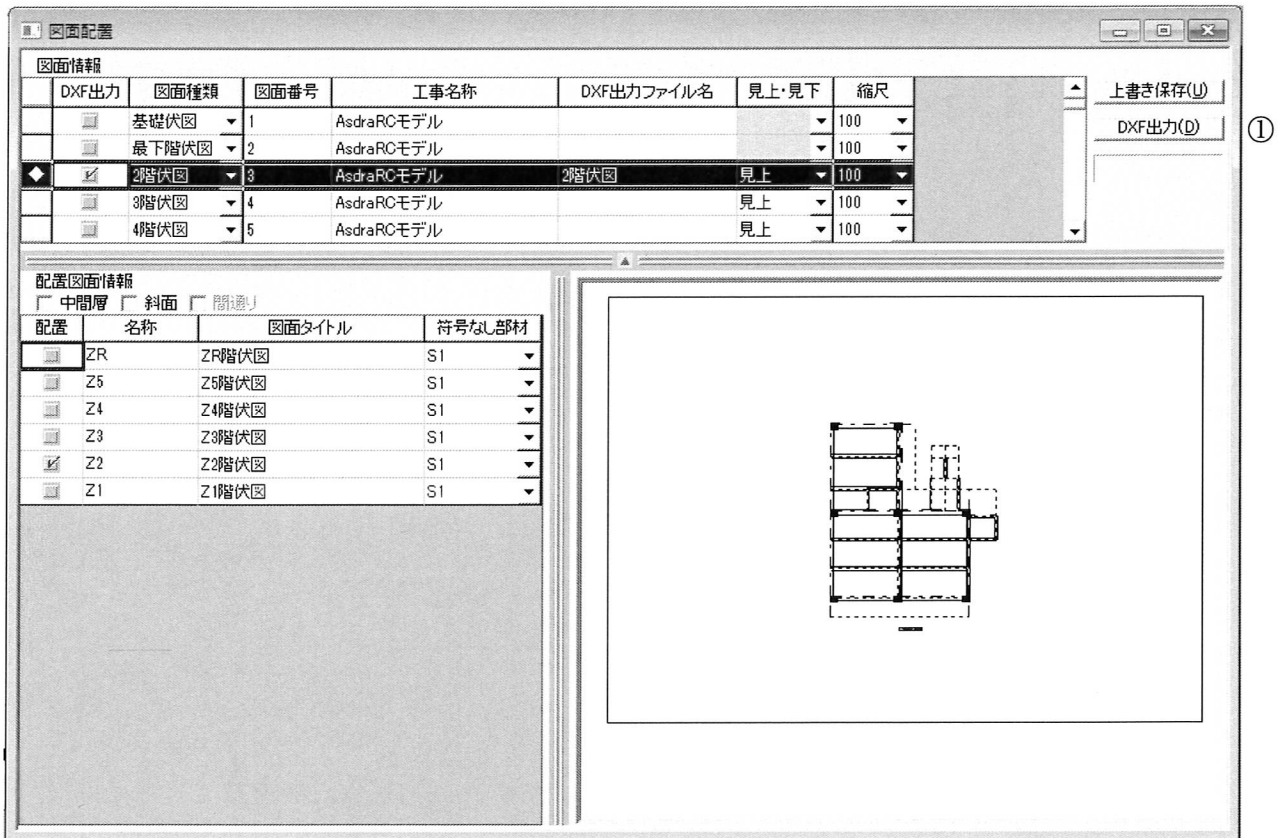 図面配置
図面情報
DXF出力 図面種類 図面番号 工事名称 DXF出力ファイル名 見上・見下 縮尺 上書き保存(U)
基礎伏図 1 AsdraRCモデル 100 DXF出力(D) ①
最下階伏図 2 AsdraRCモデル 100
2階伏図 3 AsdraRCモデル 2階伏図 見上 100
3階伏図 4 AsdraRCモデル 見上 100
4階伏図 5 AsdraRCモデル 見上 100
配置図面情報
中間層 斜面 間通り
配置 名称 図面タイトル 符号なし部材
ZR ZR階伏図 S1
Z5 Z5階伏図 S1
Z4 Z4階伏図 S1
Z3 Z3階伏図 S1
Z2 Z2階伏図 S1
Z1 Z1階伏図 S1